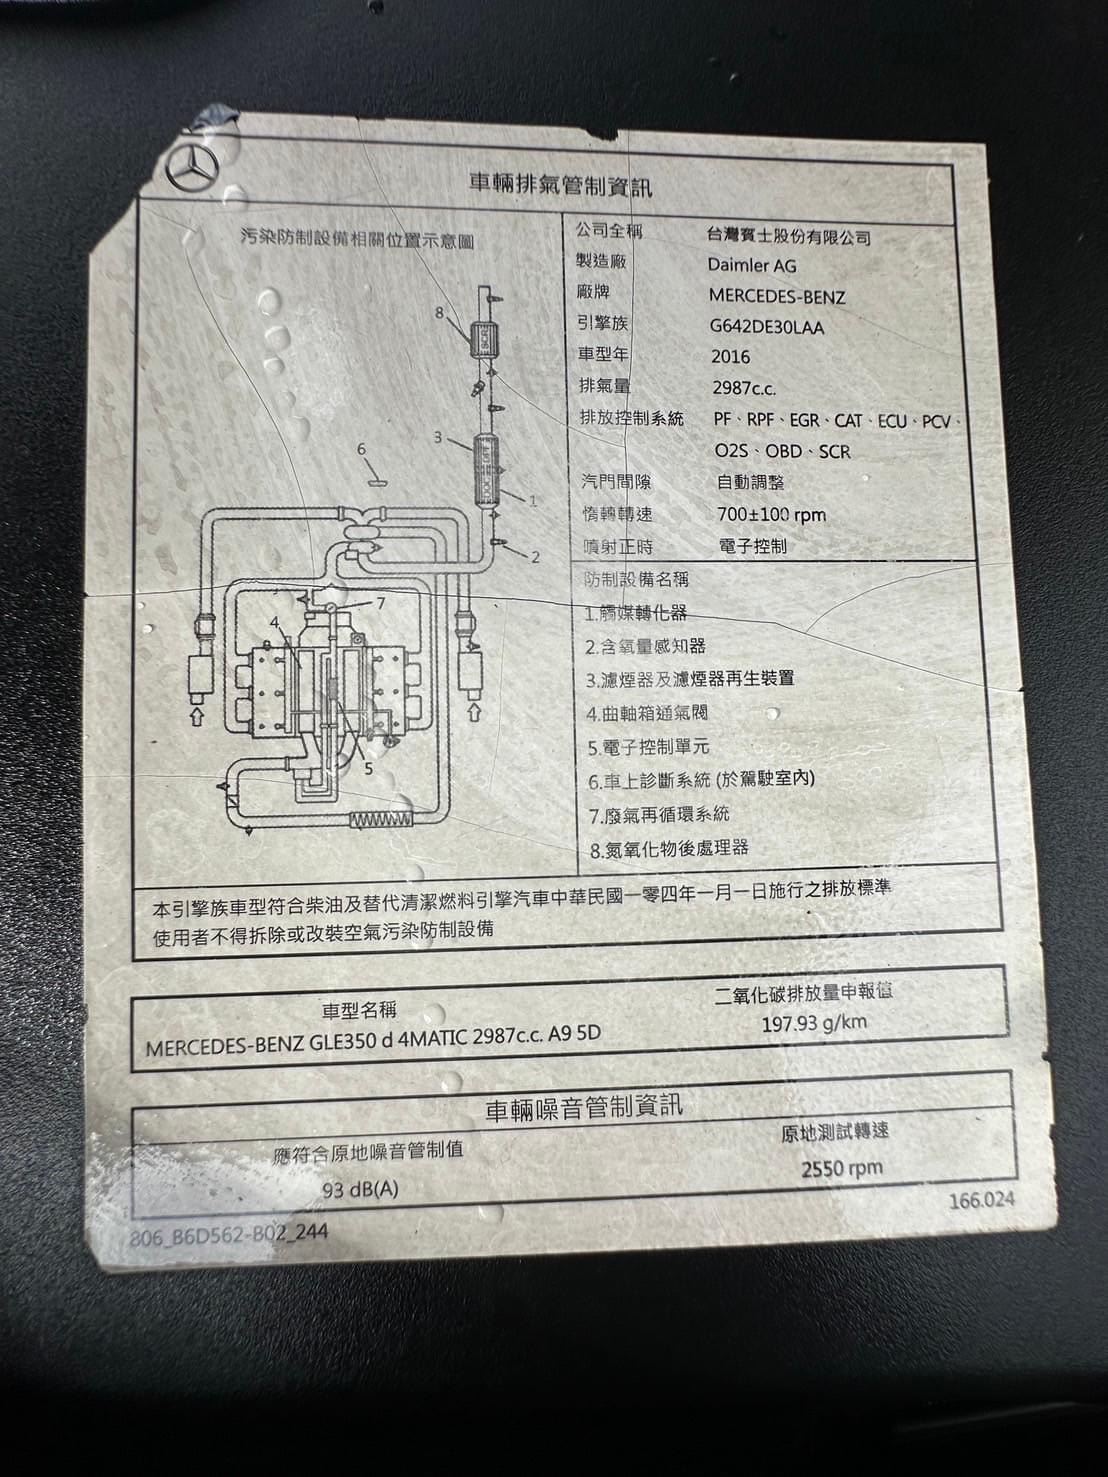 車輛排氣管制資訊
污染防制設備相關位置示意圖
8
SCR
3
6
1
2
7
4
5
公司全稱 台灣賓士股份有限公司
製造廠 Daimler AG
廠牌 MERCEDES-BENZ
引擎族 G642DE30LAA
車型年 2016
排氣量 2987c.c.
排放控制系統 PF、RPF、EGR、CAT、ECU、PCV、
O2S、OBD、SCR
汽門間隙 自動調整
惰轉轉速 700±100 rpm
噴射正時 電子控制
防制設備名稱
1.觸媒轉化器
2.含氧量感知器
3.濾煙器及濾煙器再生裝置
4.曲軸箱通氣閥
5.電子控制單元
6.車上診斷系統 (於駕駛室內)
7.廢氣再循環系統
8.氮氧化物後處理器
本引擎族車型符合柴油及替代清潔燃料引擎汽車中華民國一零四年一月一日施行之排放標準
使用者不得拆除或改裝空氣污染防制設備
車型名稱 二氧化碳排放量申報值
MERCEDES-BENZ GLE350 d 4MATIC 2987c.c. A9 5D 197.93 g/km
車輛噪音管制資訊
應符合原地噪音管制值 原地測試轉速
93 dB(A) 2550 rpm
806_B6D562-B02_244 166.024